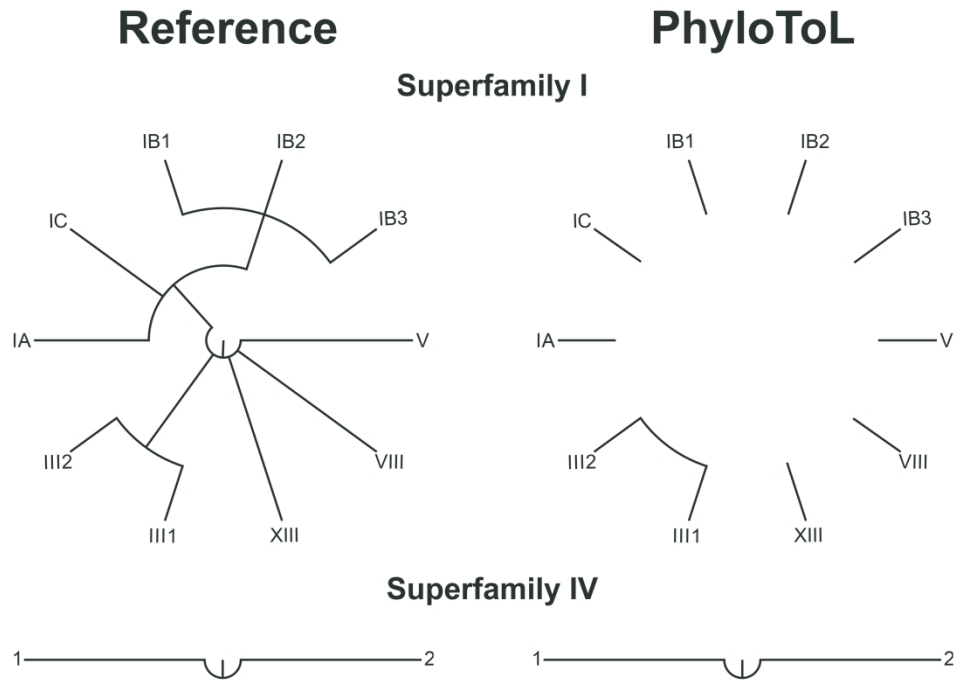 Reference PhyloToL
Superfamily I
IB1 IB2 IB1 IB2
IC IB3 IC IB3
IA V IA V
III2 VIII III2 VIII
III1 XIII III1 XIII
Superfamily IV
1 2 1 2